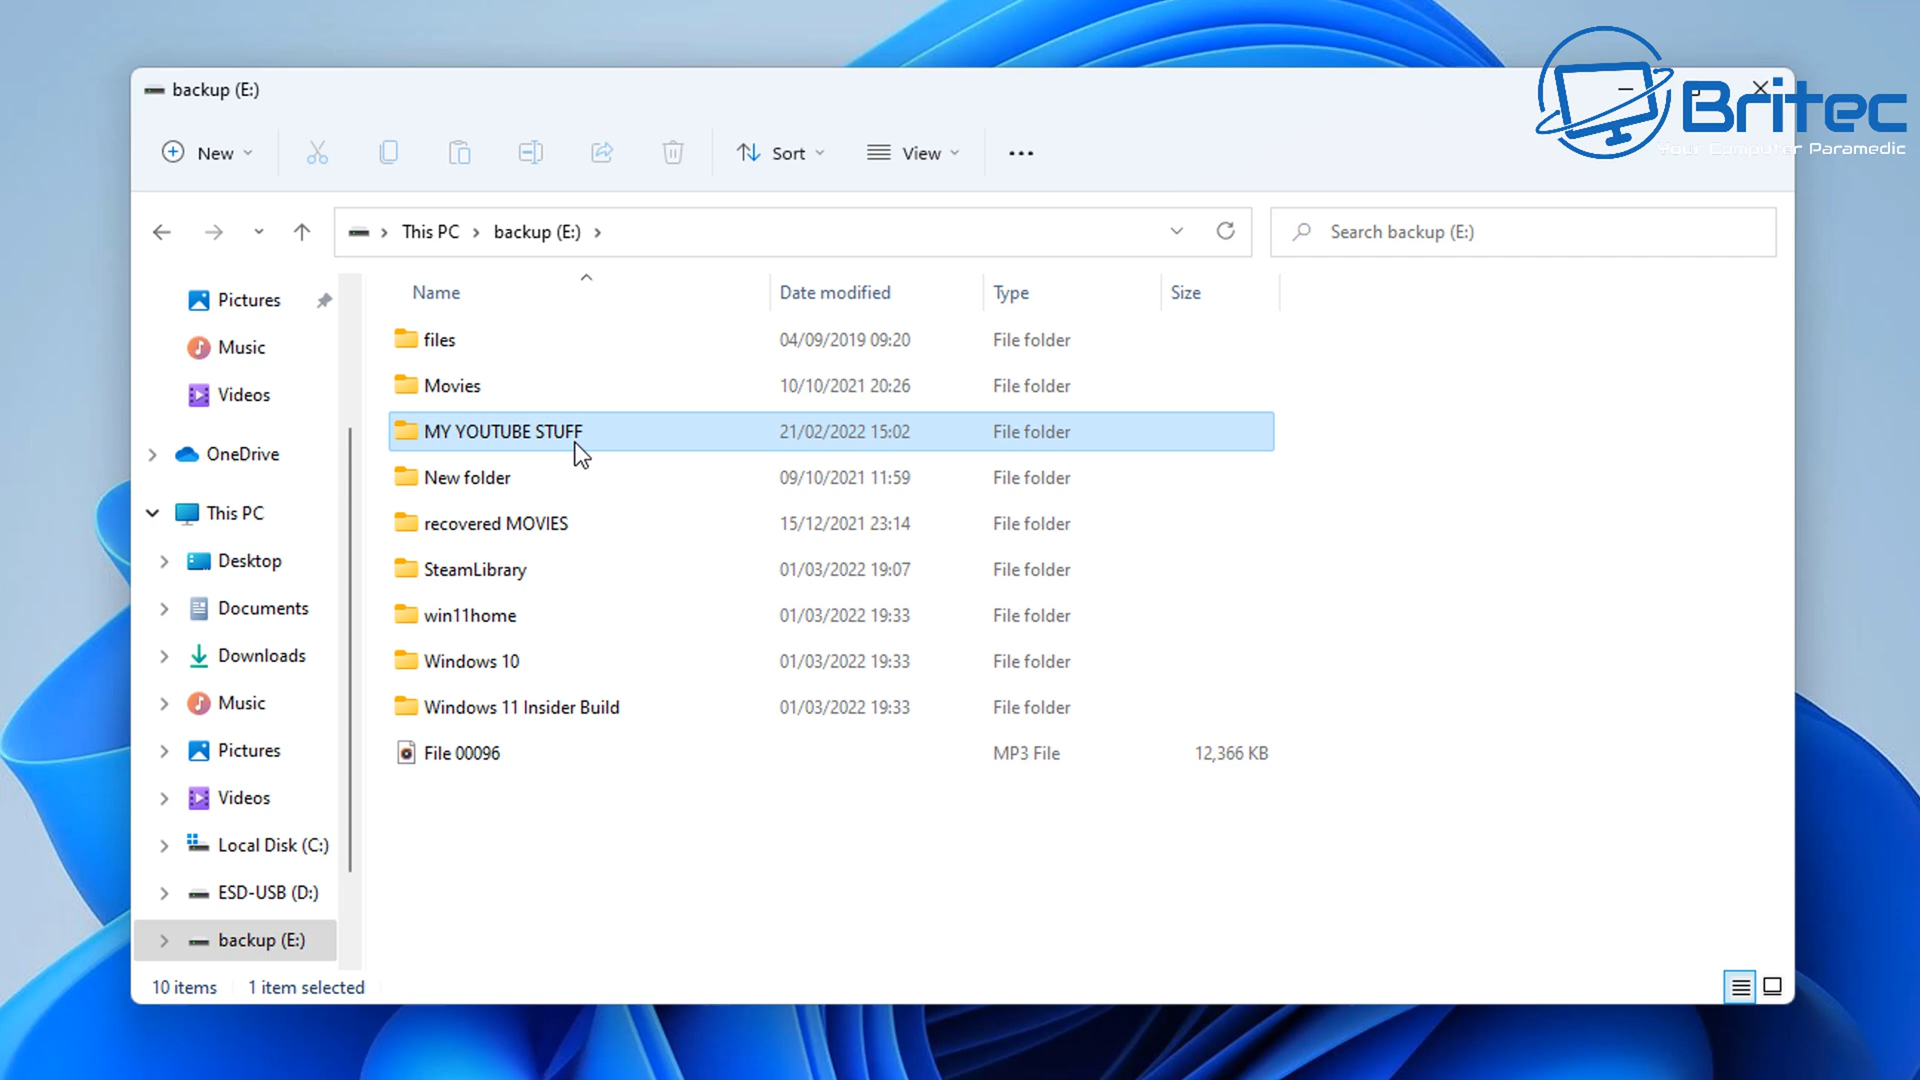 backup (E:)
Britec
Your Computer Paramedic
New
Sort
View
This PC
backup (E:)
Search backup (E:)
Name
Date modified
Type
Size
Pictures
Music
Videos
OneDrive
This PC
Desktop
Documents
Downloads
Music
Pictures
Videos
Local Disk (C:)
ESD-USB (D:)
backup (E:)
files 04/09/2019 09:20 File folder
Movies 10/10/2021 20:26 File folder
MY YOUTUBE STUFF 21/02/2022 15:02 File folder
New folder 09/10/2021 11:59 File folder
recovered MOVIES 15/12/2021 23:14 File folder
SteamLibrary 01/03/2022 19:07 File folder
win11home 01/03/2022 19:33 File folder
Windows 10 01/03/2022 19:33 File folder
Windows 11 Insider Build 01/03/2022 19:33 File folder
File 00096 MP3 File 12,366 KB
10 items 1 item selected